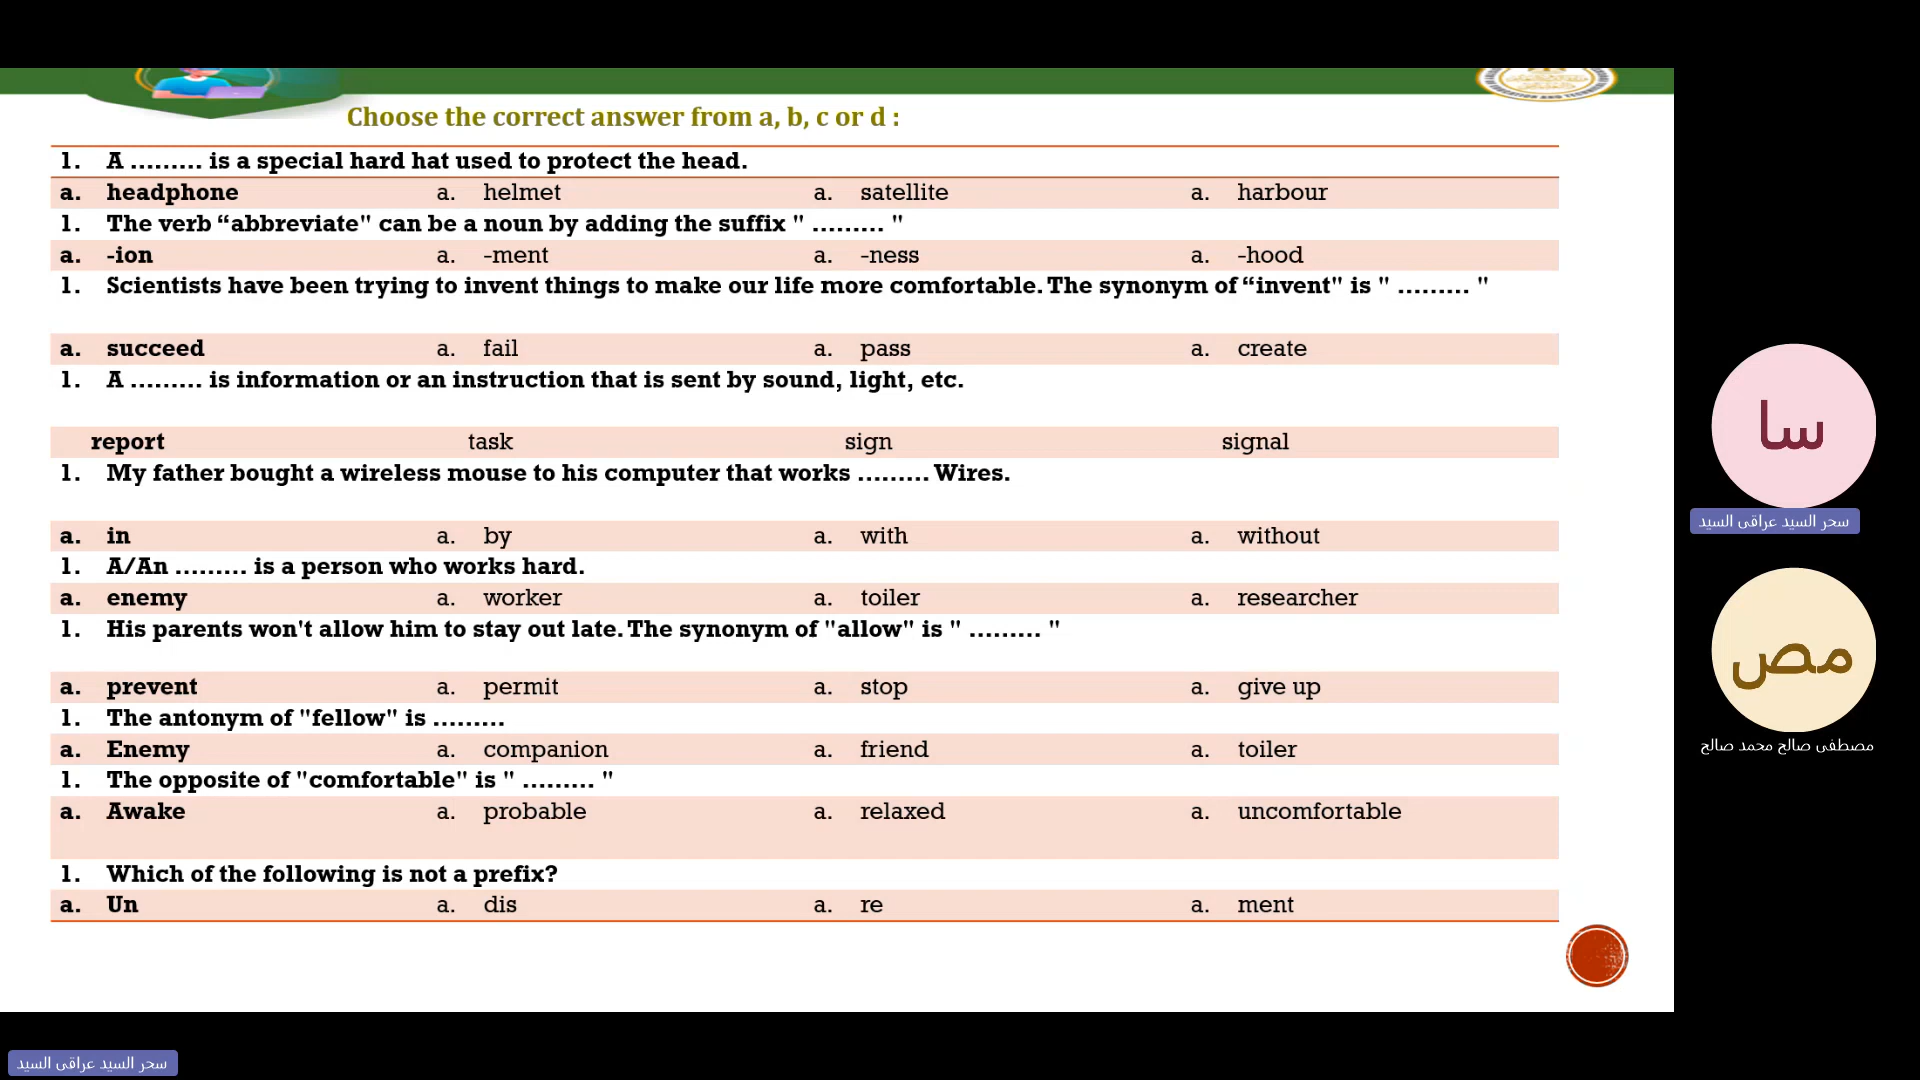 Choose the correct answer from a, b, c or d :
1. A ......... is a special hard hat used to protect the head.
a. headphone a. helmet a. satellite a. harbour
1. The verb “abbreviate" can be a noun by adding the suffix " ......... "
a. -ion a. -ment a. -ness a. -hood
1. Scientists have been trying to invent things to make our life more comfortable. The synonym of “invent" is " ......... "
a. succeed a. fail a. pass a. create
1. A ......... is information or an instruction that is sent by sound, light, etc.
report task sign signal
1. My father bought a wireless mouse to his computer that works ......... Wires.
a. in a. by a. with a. without
1. A/An ......... is a person who works hard.
a. enemy a. worker a. toiler a. researcher
1. His parents won't allow him to stay out late. The synonym of "allow" is " ......... "
a. prevent a. permit a. stop a. give up
1. The antonym of "fellow" is .........
a. Enemy a. companion a. friend a. toiler
1. The opposite of "comfortable" is " ......... "
a. Awake a. probable a. relaxed a. uncomfortable
1. Which of the following is not a prefix?
a. Un a. dis a. re a. ment
سا
سحر السيد عراقى السيد
مص
مصطفى صالح محمد صالح
سحر السيد عراقى السيد